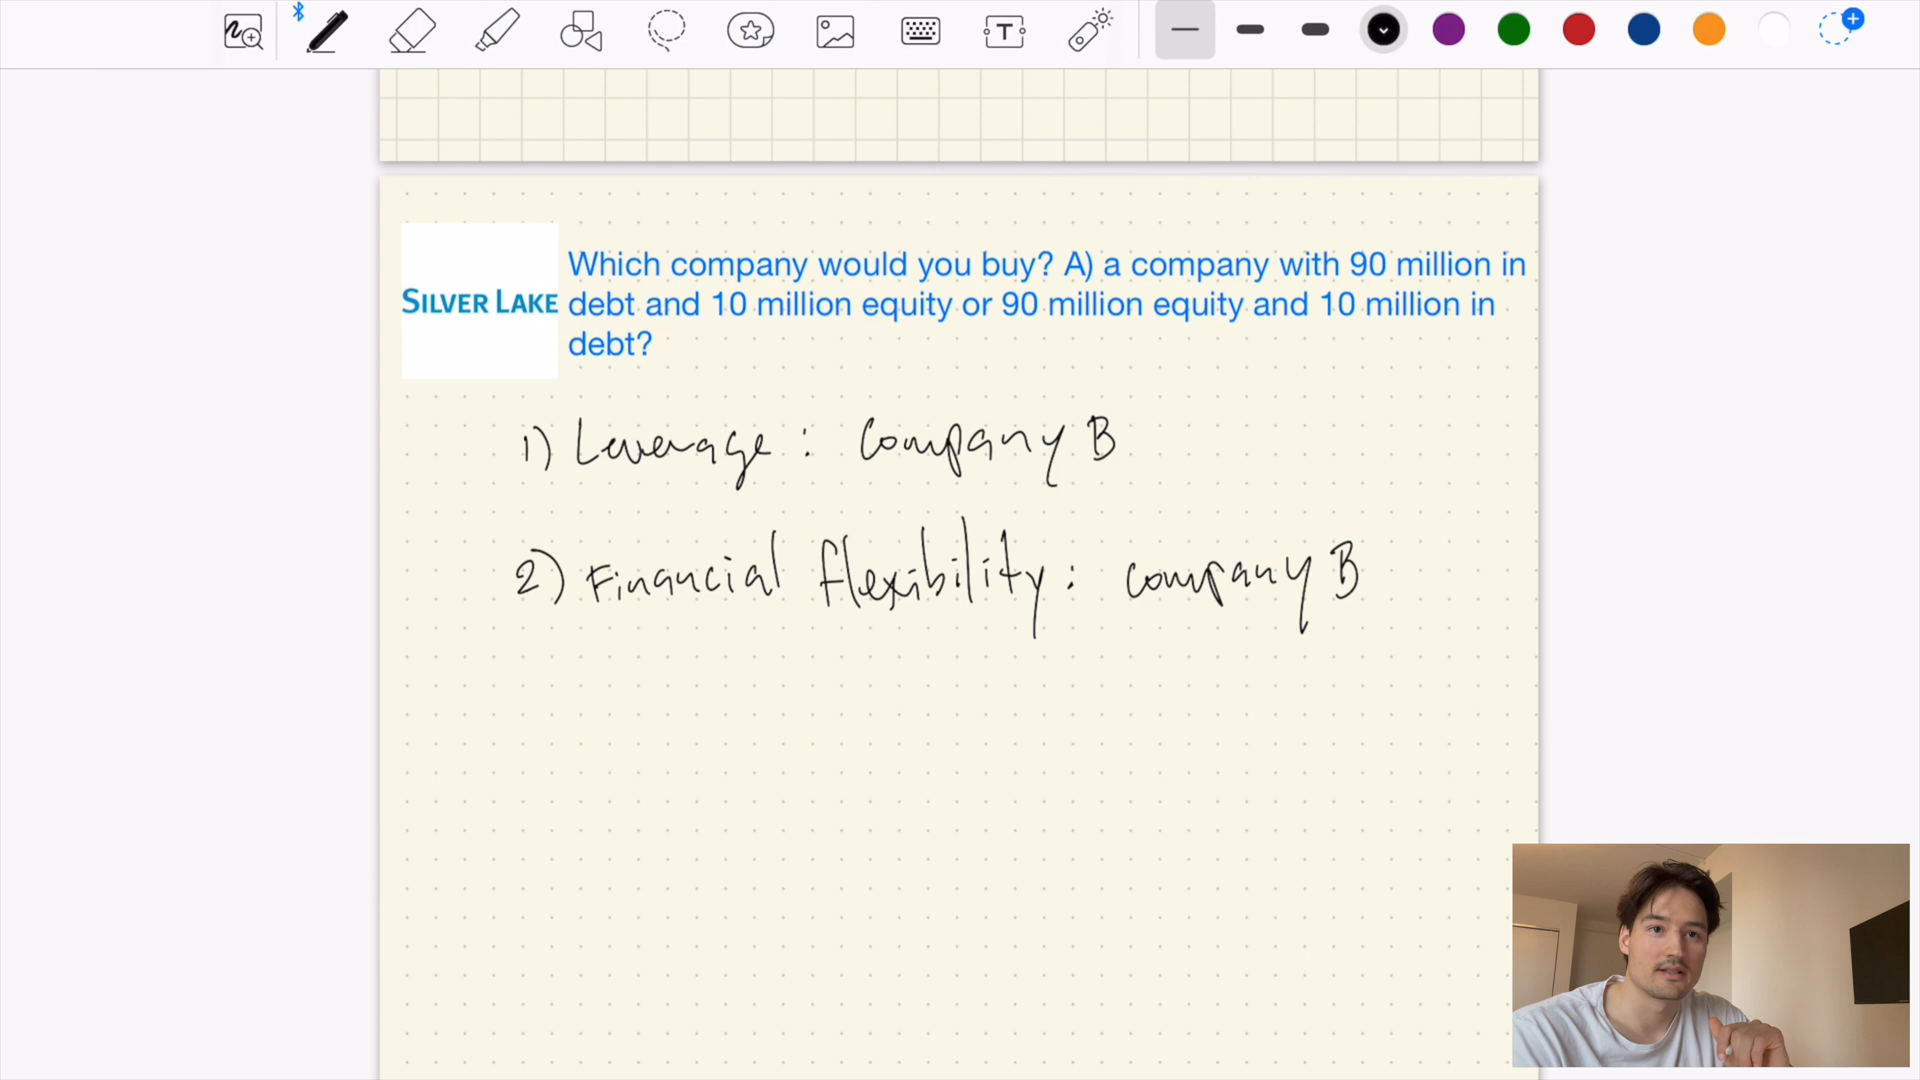 SILVER LAKE
Which company would you buy? A) a company with 90 million in
debt and 10 million equity or 90 million equity and 10 million in
debt?
1) Leverage: Company B
2) Financial flexibility: company B
T